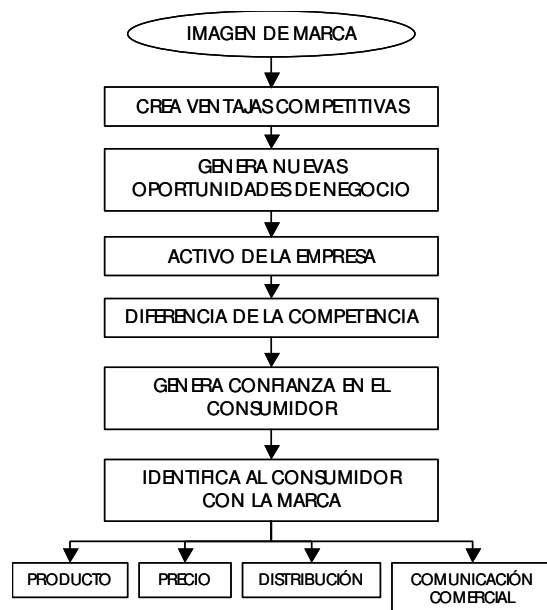 IMAGEN DE MARCA
CREA VENTAJAS COMPETITIVAS
GENERA NUEVAS
OPORTUNIDADES DE NEGOCIO
ACTIVO DE LA EMPRESA
DIFERENCIA DE LA COMPETENCIA
GENERA CONFIANZA EN EL
CONSUMIDOR
IDENTIFICA AL CONSUMIDOR
CON LA MARCA
PRODUCTO
PRECIO
DISTRIBUCIÓN
COMUNICACIÓN
COMERCIAL